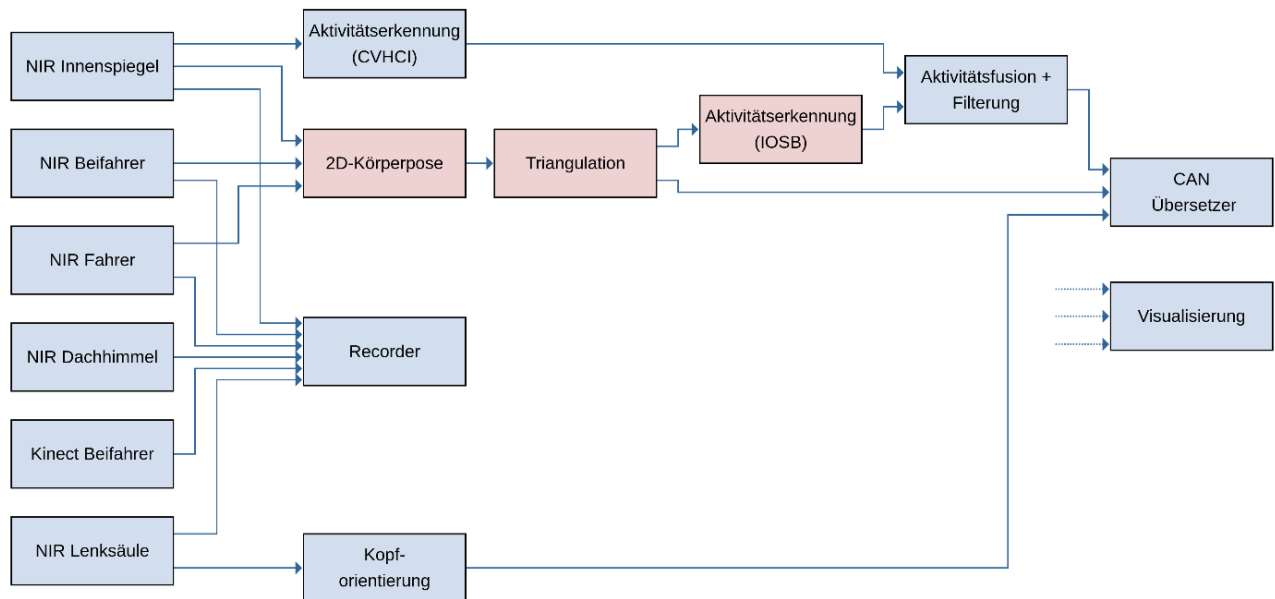 NIR Innenspiegel
NIR Beifahrer
NIR Fahrer
NIR Dachhimmel
Kinect Beifahrer
NIR Lenksäule
Aktivitätserkennung
(CVHCI)
2D-Körperpose
Recorder
Kopf-
orientierung
Triangulation
Aktivitätserkennung
(IOSB)
Aktivitätsfusion +
Filterung
CAN
Übersetzer
Visualisierung